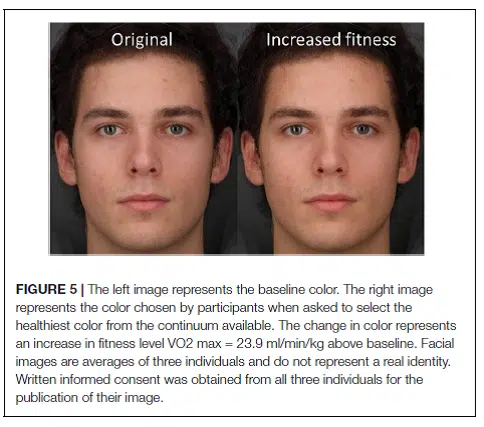 Original Increased fitness
FIGURE 5 | The left image represents the baseline color. The right image
represents the color chosen by participants when asked to select the
healthiest color from the continuum available. The change in color represents
an increase in fitness level VO2 max = 23.9 ml/min/kg above baseline. Facial
images are averages of three individuals and do not represent a real identity.
Written informed consent was obtained from all three individuals for the
publication of their image.